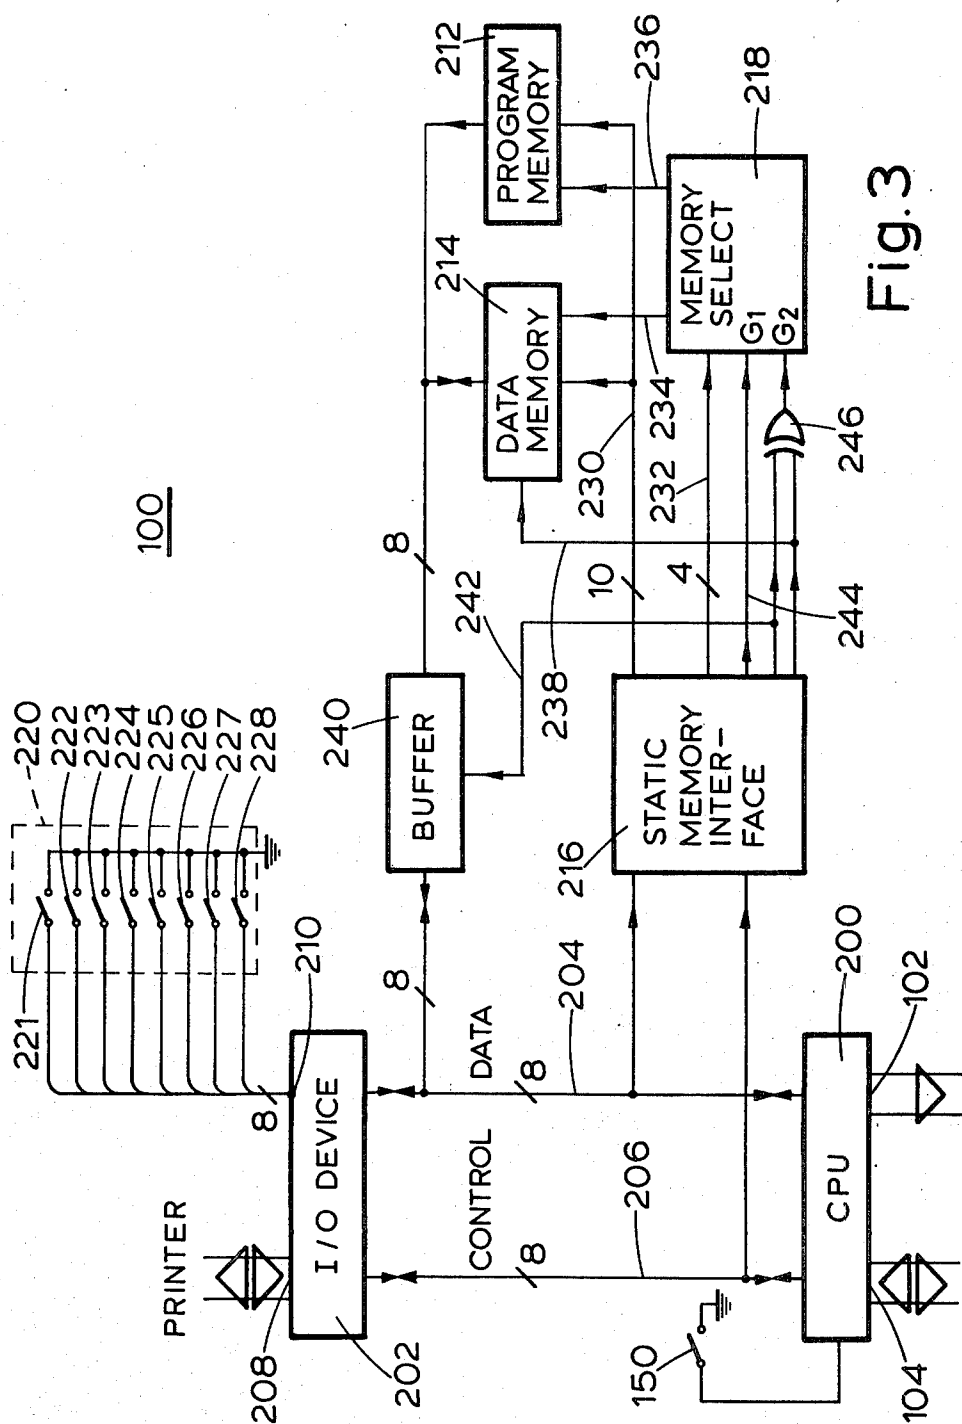 100
Fig. 3
PRINTER
208
202
I/O DEVICE
210
8
220
221
222
223
224
225
226
227
228
CONTROL
DATA
8
8
206
204
8
240
BUFFER
8
242
150
104
CPU
200
102
216
STATIC
MEMORY
INTER-
FACE
238
10
230
4
232
244
246
DATA
MEMORY
214
PROGRAM
MEMORY
212
234
236
MEMORY
SELECT
G1
G2
218